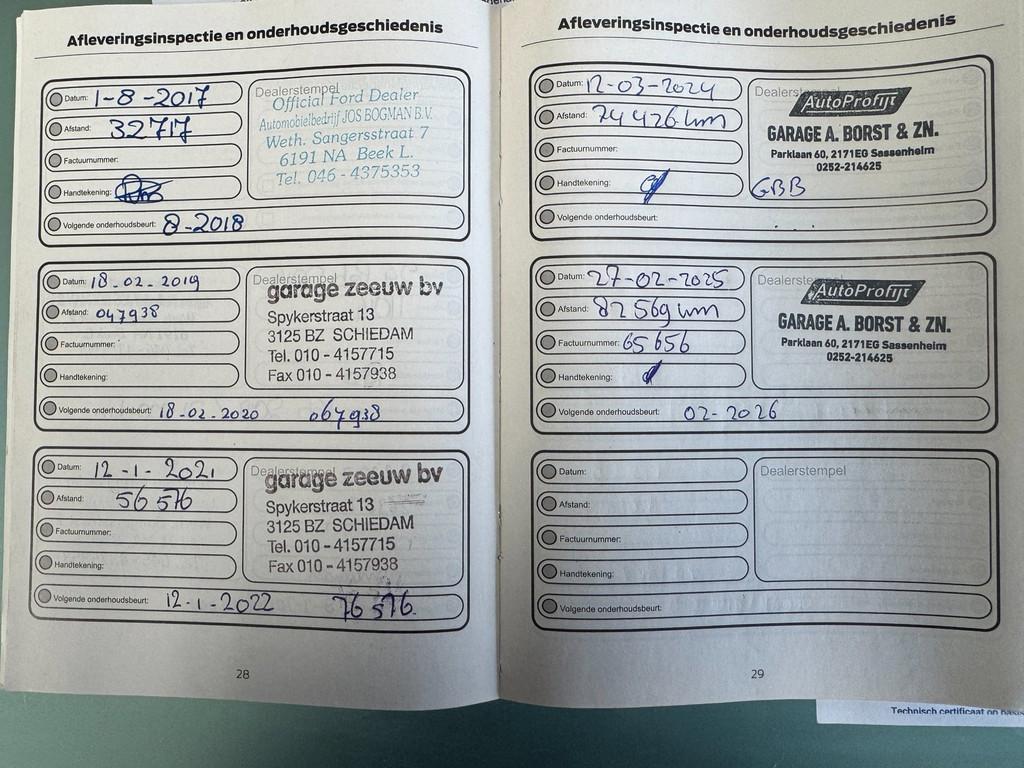 Afleveringsinspectie en onderhoudsgeschiedenis
Datum: 1-8-2017
Afstand: 32717
Factuurnummer:
Handtekening:
Volgende onderhoudsbeurt: 8-2018
Dealerstempel
Official Ford Dealer
Automobielbedrijf JOS BOGMAN B.V.
Weth. Sangersstraat 7
6191 NA Beek L.
Tel. 046 - 4375353
Datum: 18-02-2019
Afstand: 047938
Factuurnummer:
Handtekening:
Volgende onderhoudsbeurt: 18-02-2020 067938
Dealerstempel
garage zeeuw bv
Spykerstraat 13
3125 BZ SCHIEDAM
Tel. 010 - 4157715
Fax 010 - 4157938
Datum: 12-1-2021
Afstand: 56576
Factuurnummer:
Handtekening:
Volgende onderhoudsbeurt: 12-1-2022 76576
Dealerstempel
garage zeeuw bv
Spykerstraat 13
3125 BZ SCHIEDAM
Tel. 010 - 4157715
Fax 010 - 4157938
28
Afleveringsinspectie en onderhoudsgeschiedenis
Datum: 12-03-2024
Afstand: 74426 km
Factuurnummer:
Handtekening:
Volgende onderhoudsbeurt:
Dealerstempel
AutoProfijt
GARAGE A. BORST & ZN.
Parklaan 60, 2171EG Sassenheim
0252-214625
GBB
Datum: 27-02-2025
Afstand: 82569 km
Factuurnummer: 65656
Handtekening:
Volgende onderhoudsbeurt: 02-2026
Dealerstempel
AutoProfijt
GARAGE A. BORST & ZN.
Parklaan 60, 2171EG Sassenheim
0252-214625
Datum:
Afstand:
Factuurnummer:
Handtekening:
Volgende onderhoudsbeurt:
Dealerstempel
29
Technisch certificaat op basis